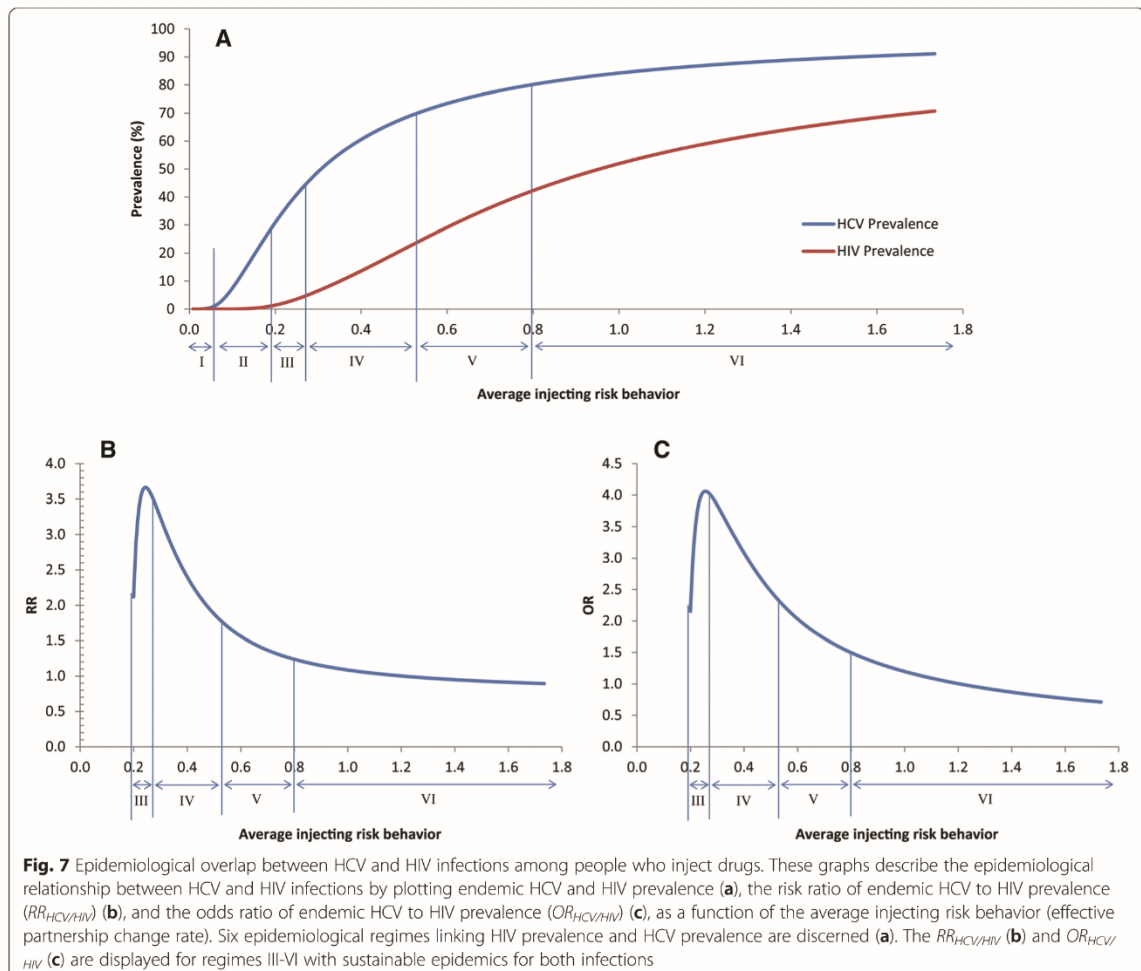 A
100
90
80
70
60
50
40
30
20
10
0
Prevalence (%)
HCV Prevalence
HIV Prevalence
0.0 0.2 0.4 0.6 0.8 1.0 1.2 1.4 1.6 1.8
I II III IV V VI
Average injecting risk behavior
B
4.0
3.5
3.0
2.5
2.0
1.5
1.0
0.5
0.0
RR
0.0 0.2 0.4 0.6 0.8 1.0 1.2 1.4 1.6 1.8
III IV V VI
Average injecting risk behavior
C
4.5
4.0
3.5
3.0
2.5
2.0
1.5
1.0
0.5
0.0
OR
0.0 0.2 0.4 0.6 0.8 1.0 1.2 1.4 1.6 1.8
III IV V VI
Average injecting risk behavior
Fig. 7 Epidemiological overlap between HCV and HIV infections among people who inject drugs. These graphs describe the epidemiological
relationship between HCV and HIV infections by plotting endemic HCV and HIV prevalence (a), the risk ratio of endemic HCV to HIV prevalence
(RRHCV/HIV) (b), and the odds ratio of endemic HCV to HIV prevalence (ORHCV/HIV) (c), as a function of the average injecting risk behavior (effective
partnership change rate). Six epidemiological regimes linking HIV prevalence and HCV prevalence are discerned (a). The RRHCV/HIV (b) and ORHCV/
HIV (c) are displayed for regimes III-VI with sustainable epidemics for both infections